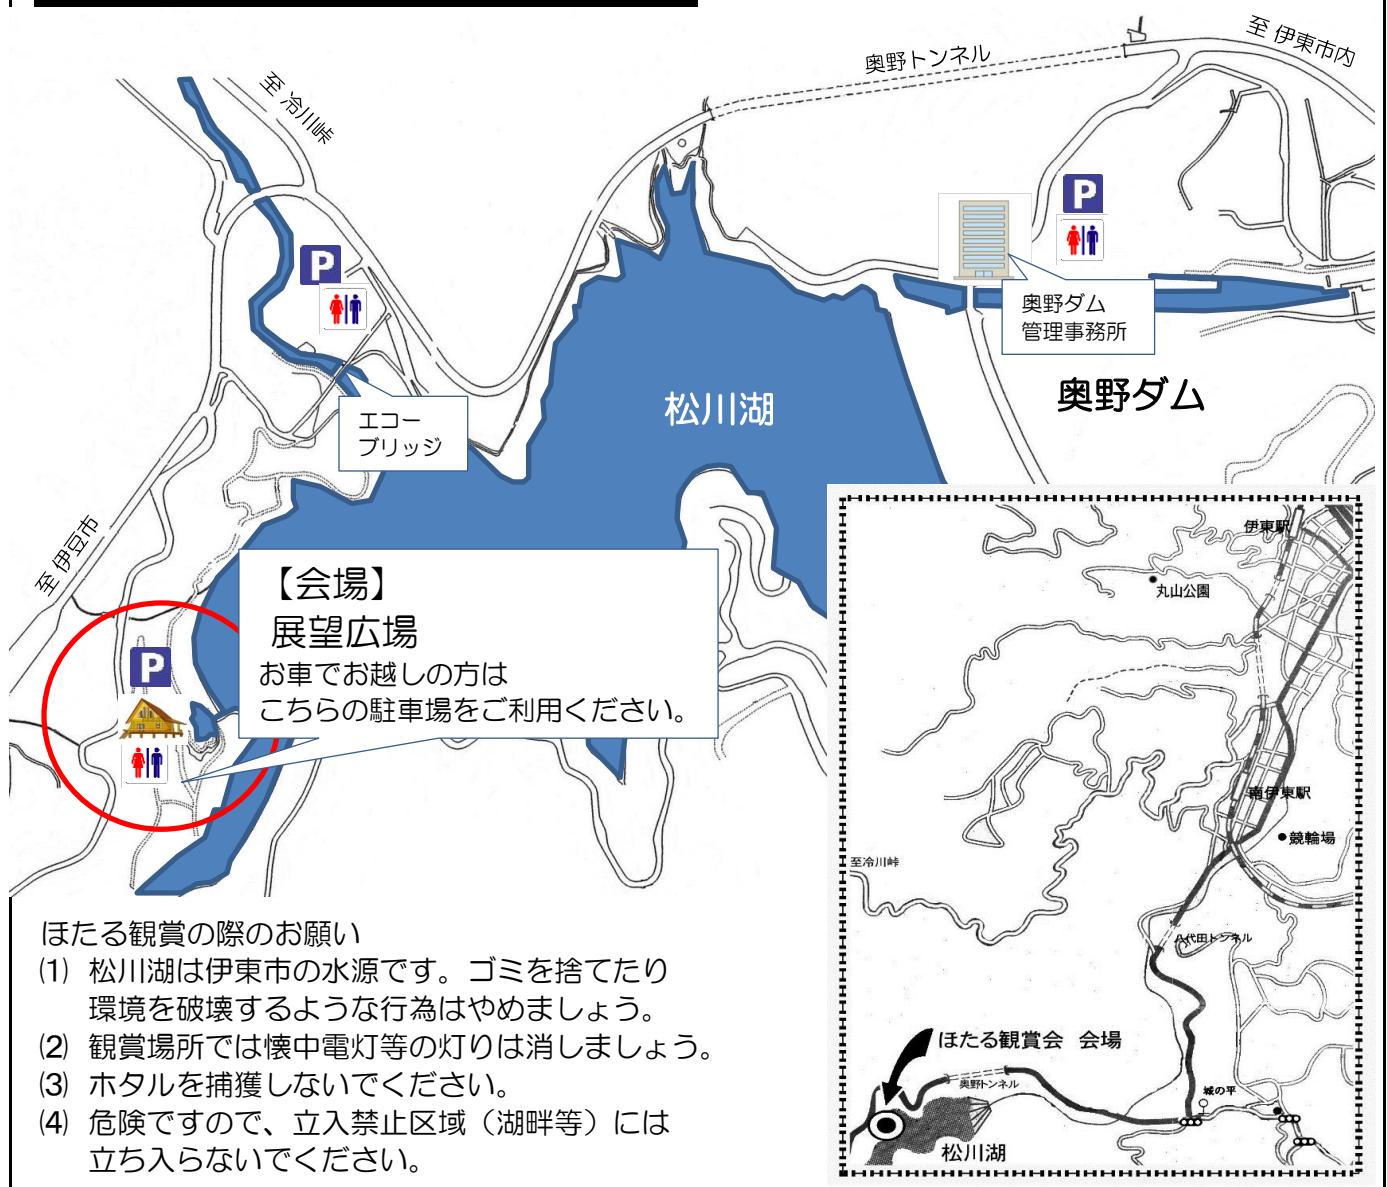 至 伊東市内
奥野トンネル
至 冷川峠
P
P
奥野ダム
管理事務所
奥野ダム
松川湖
エコー
ブリッジ
至 伊豆市
【会場】
展望広場
お車でお越しの方は
こちらの駐車場をご利用ください。
P
伊東駅
丸山公園
南伊東駅
競輪場
至冷川峠
八代田トンネル
ほたる観賞会 会場
奥野トンネル
城の平
松川湖
ほたる観賞の際のお願い
(1) 松川湖は伊東市の水源です。ゴミを捨てたり
環境を破壊するような行為はやめましょう。
(2) 観賞場所では懐中電灯等の灯りは消しましょう。
(3) ホタルを捕獲しないでください。
(4) 危険ですので、立入禁止区域（湖畔等）には
立ち入らないでください。